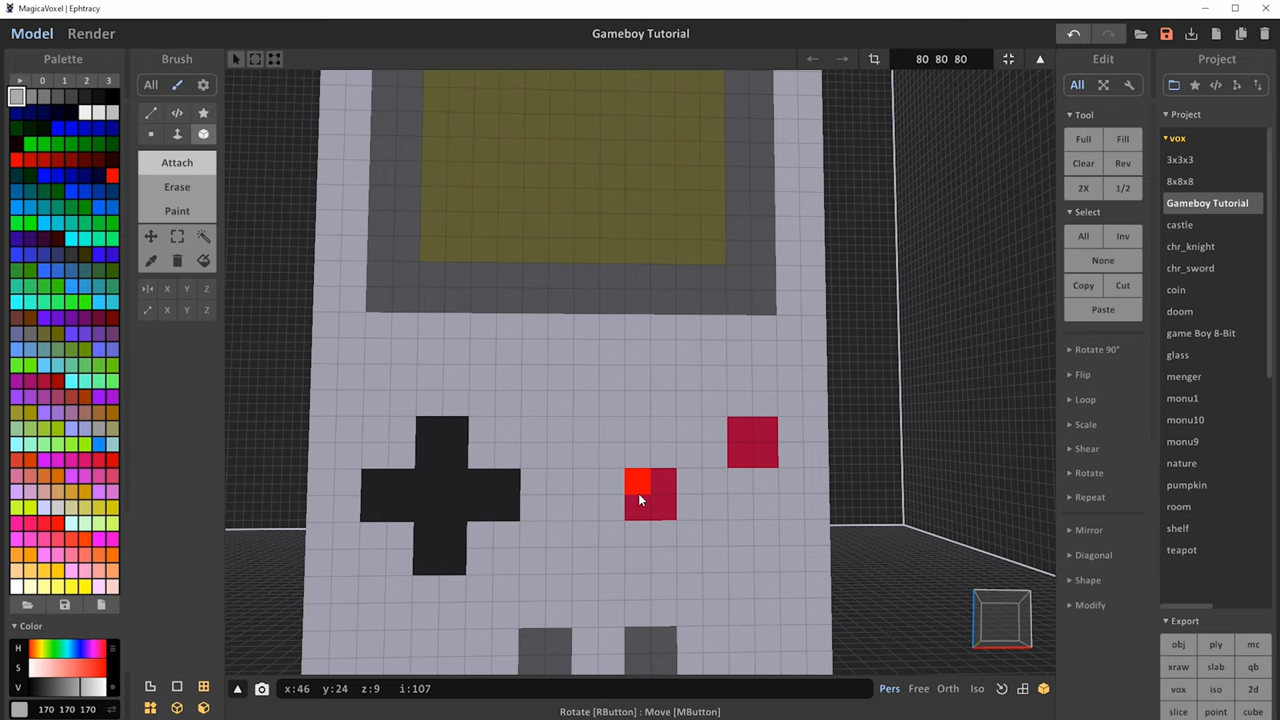 MagicaVoxel | Ephtracy
Model Render
Gameboy Tutorial
Palette
Brush
80 80 80
Edit
Project
0 1 2 3
All
All
Project
Tool
vox
Full Fill
3x3x3
Attach
Clear Rev
8x8x8
Erase
2X 1/2
Gameboy Tutorial
Paint
Select
castle
All Inv
chr_knight
None
chr_sword
Copy Cut
coin
X Y Z
Paste
doom
X Y Z
game Boy 8-Bit
Rotate 90°
glass
Flip
menger
Loop
monu1
Scale
monu10
Shear
monu9
Rotate
nature
Repeat
pumpkin
room
Mirror
shelf
Diagonal
teapot
Shape
Modify
Color
Export
H
obj ply mc
S
xraw slab qb
V
x:46 y:24 z:9 i:107
Pers Free Orth Iso
vox iso 2d
170 170 170
Rotate [RButton] : Move [MButton]
slice point cube